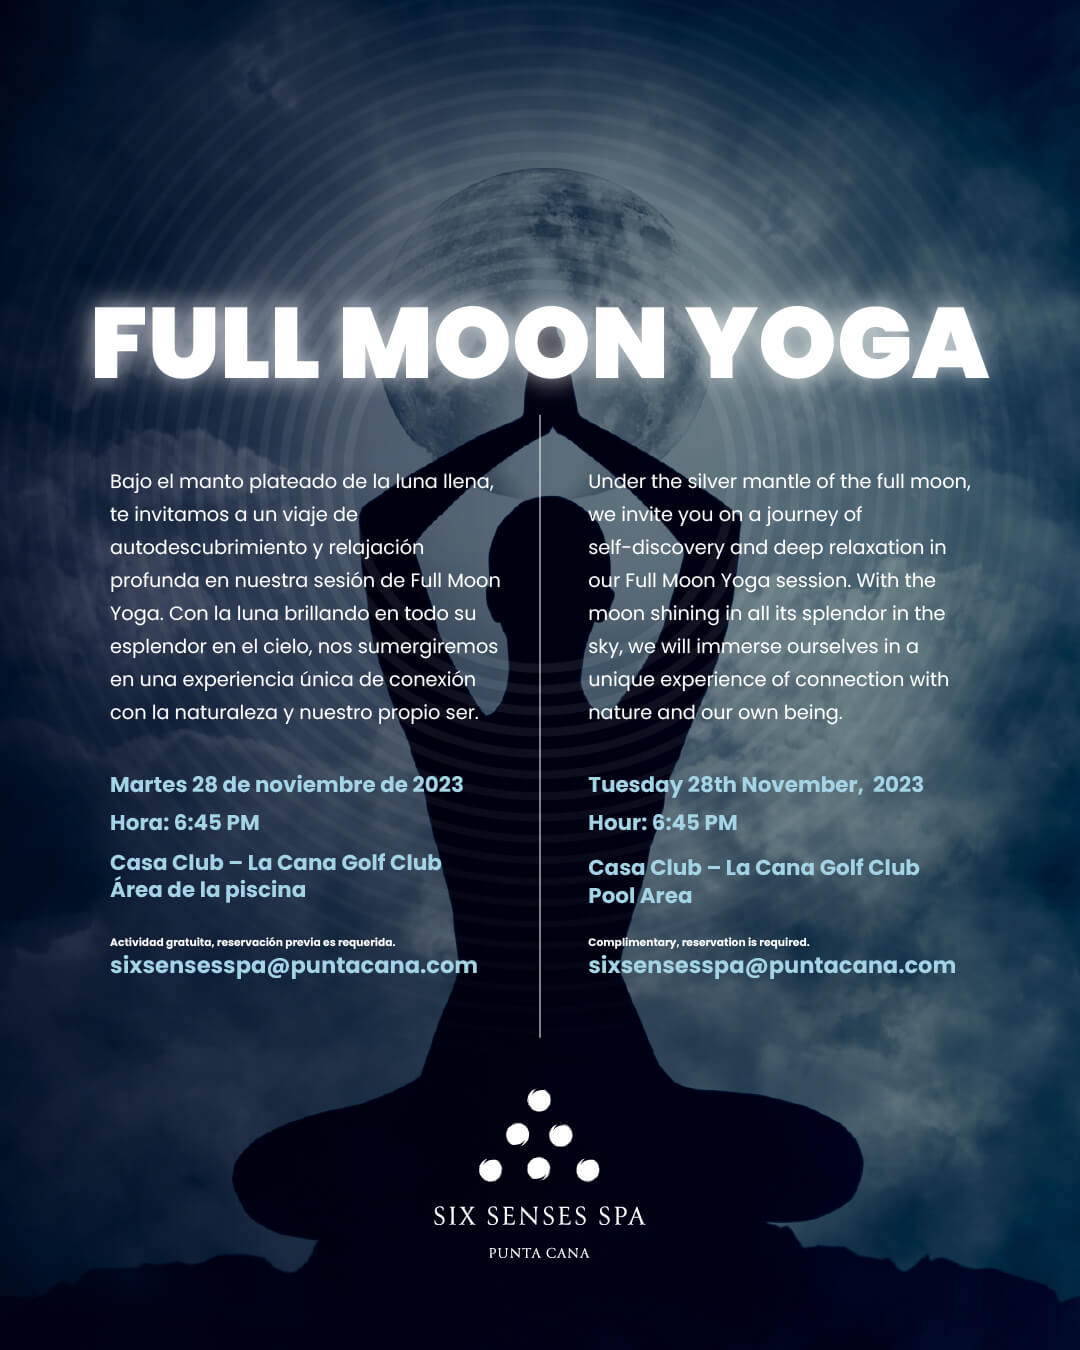 FULL MOON YOGA
Bajo el manto plateado de la luna llena,
te invitamos a un viaje de
autodescubrimiento y relajación
profunda en nuestra sesión de Full Moon
Yoga. Con la luna brillando en todo su
esplendor en el cielo, nos sumergiremos
en una experiencia única de conexión
con la naturaleza y nuestro propio ser.
Martes 28 de noviembre de 2023
Hora: 6:45 PM
Casa Club – La Cana Golf Club
Área de la piscina
Actividad gratuita, reservación previa es requerida.
sixsensesspa@puntacana.com
Under the silver mantle of the full moon,
we invite you on a journey of
self-discovery and deep relaxation in
our Full Moon Yoga session. With the
moon shining in all its splendor in the
sky, we will immerse ourselves in a
unique experience of connection with
nature and our own being.
Tuesday 28th November,  2023
Hour: 6:45 PM
Casa Club – La Cana Golf Club
Pool Area
Complimentary, reservation is required.
sixsensesspa@puntacana.com
SIX SENSES SPA
PUNTA CANA